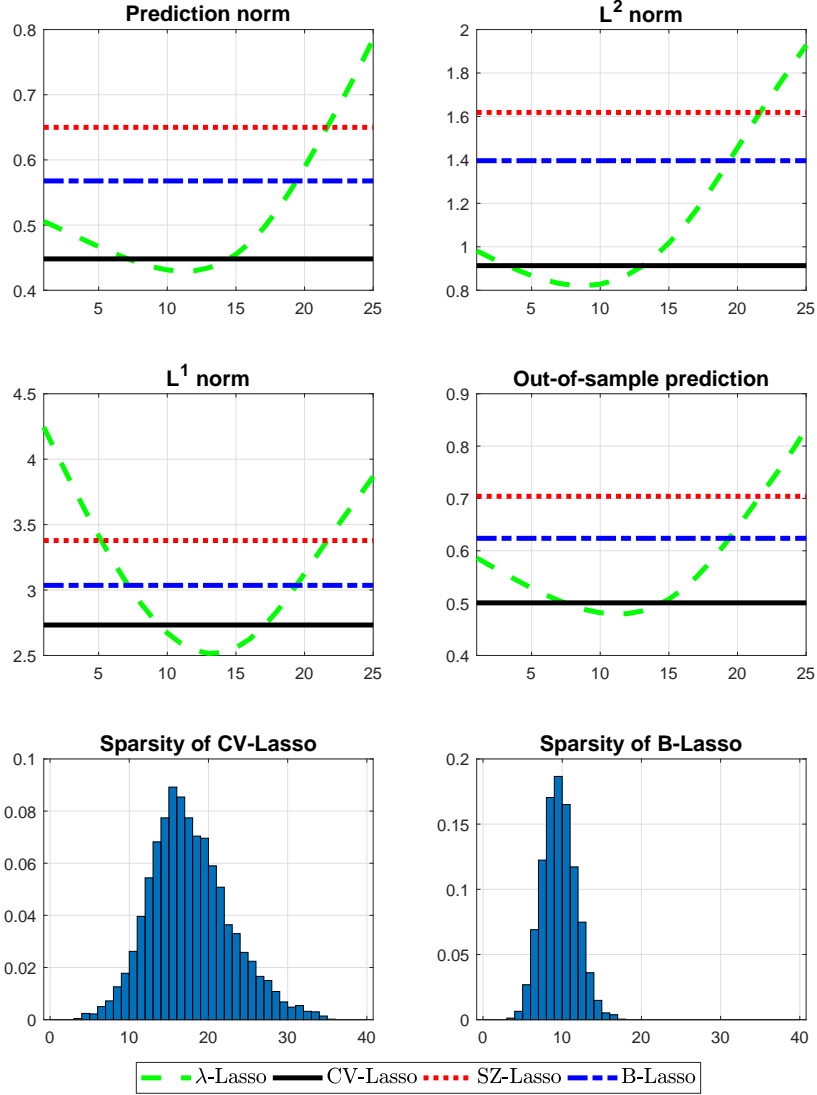 Prediction norm
0.8
0.7
0.6
0.5
0.4
5 10 15 20 25
L² norm
2
1.8
1.6
1.4
1.2
1
0.8
5 10 15 20 25
L¹ norm
4.5
4
3.5
3
2.5
5 10 15 20 25
Out-of-sample prediction
0.9
0.8
0.7
0.6
0.5
0.4
5 10 15 20 25
Sparsity of CV-Lasso
0.1
0.08
0.06
0.04
0.02
0
0 10 20 30 40
Sparsity of B-Lasso
0.2
0.15
0.1
0.05
0
0 10 20 30 40
λ-Lasso CV-Lasso SZ-Lasso B-Lasso